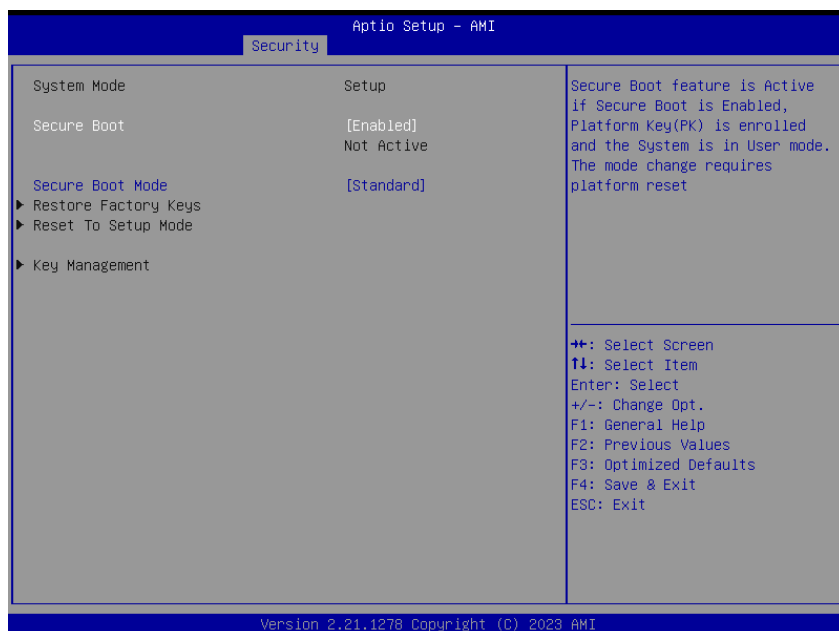 Aptio Setup - AMI
Security
System Mode Setup
Secure Boot [Enabled]
Not Active
Secure Boot Mode [Standard]
▶ Restore Factory Keys
▶ Reset To Setup Mode
▶ Key Management
Secure Boot feature is Active
if Secure Boot is Enabled,
Platform Key(PK) is enrolled
and the System is in User mode.
The mode change requires
platform reset
→←: Select Screen
↑↓: Select Item
Enter: Select
+/-: Change Opt.
F1: General Help
F2: Previous Values
F3: Optimized Defaults
F4: Save & Exit
ESC: Exit
Version 2.21.1278 Copyright (C) 2023 AMI